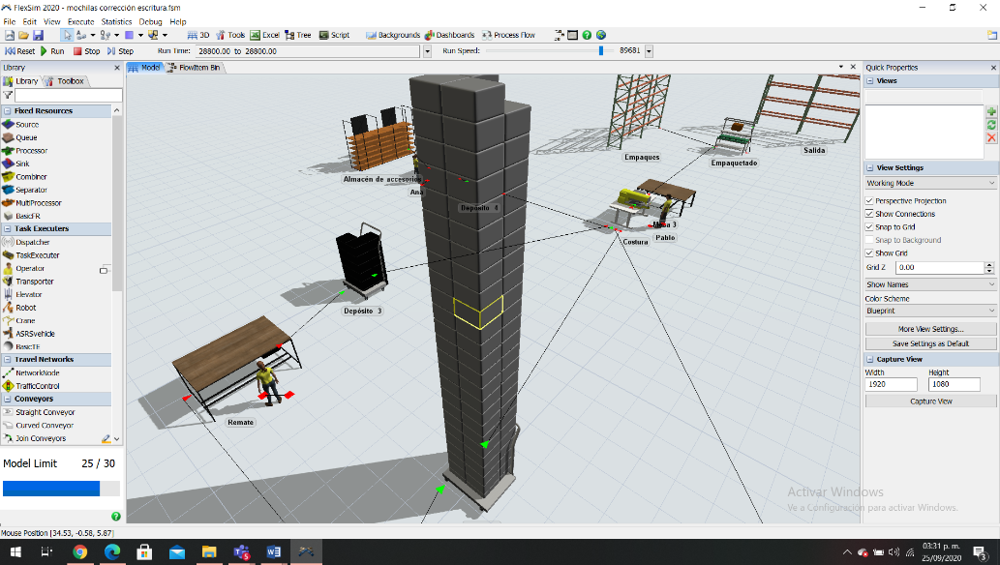 FlexSim 2020 - mochilas corrección escritura.fsm
File Edit View Execute Statistics Debug Help
3D Tools Excel Tree Script Backgrounds Dashboards Process Flow
Reset Run Stop Step Run Time: 28800.00 to 28800.00 Run Speed: 89681
Library
Library Toolbox
Fixed Resources
Source
Queue
Processor
Sink
Combiner
Separator
MultiProcessor
BasicFR
Task Executers
Dispatcher
TaskExecuter
Operator
Transporter
Elevator
Robot
Crane
ASRSvehicle
BasicTE
Travel Networks
NetworkNode
TrafficControl
Conveyors
Straight Conveyor
Curved Conveyor
Join Conveyors
Model Limit 25 / 30
Model FlowItem Bin
Empaques
Salida
Empaquetado
Almacén de accesorios
Ana
Depósito 4
Mesa 3
Pablo
Costura
Depósito 3
Remate
Activar Windows
Ve a Configuración para activar Windows.
Quick Properties
Views
View Settings
Working Mode
Perspective Projection
Show Connections
Snap to Grid
Snap to Background
Show Grid
Grid Z 0.00
Show Names
Color Scheme
Blueprint
More View Settings...
Save Settings as Default
Capture View
Width Height
1920 1080
Capture View
Mouse Position [34.53, -0.58, 5.87]
03:31 p. m.
25/09/2020
3